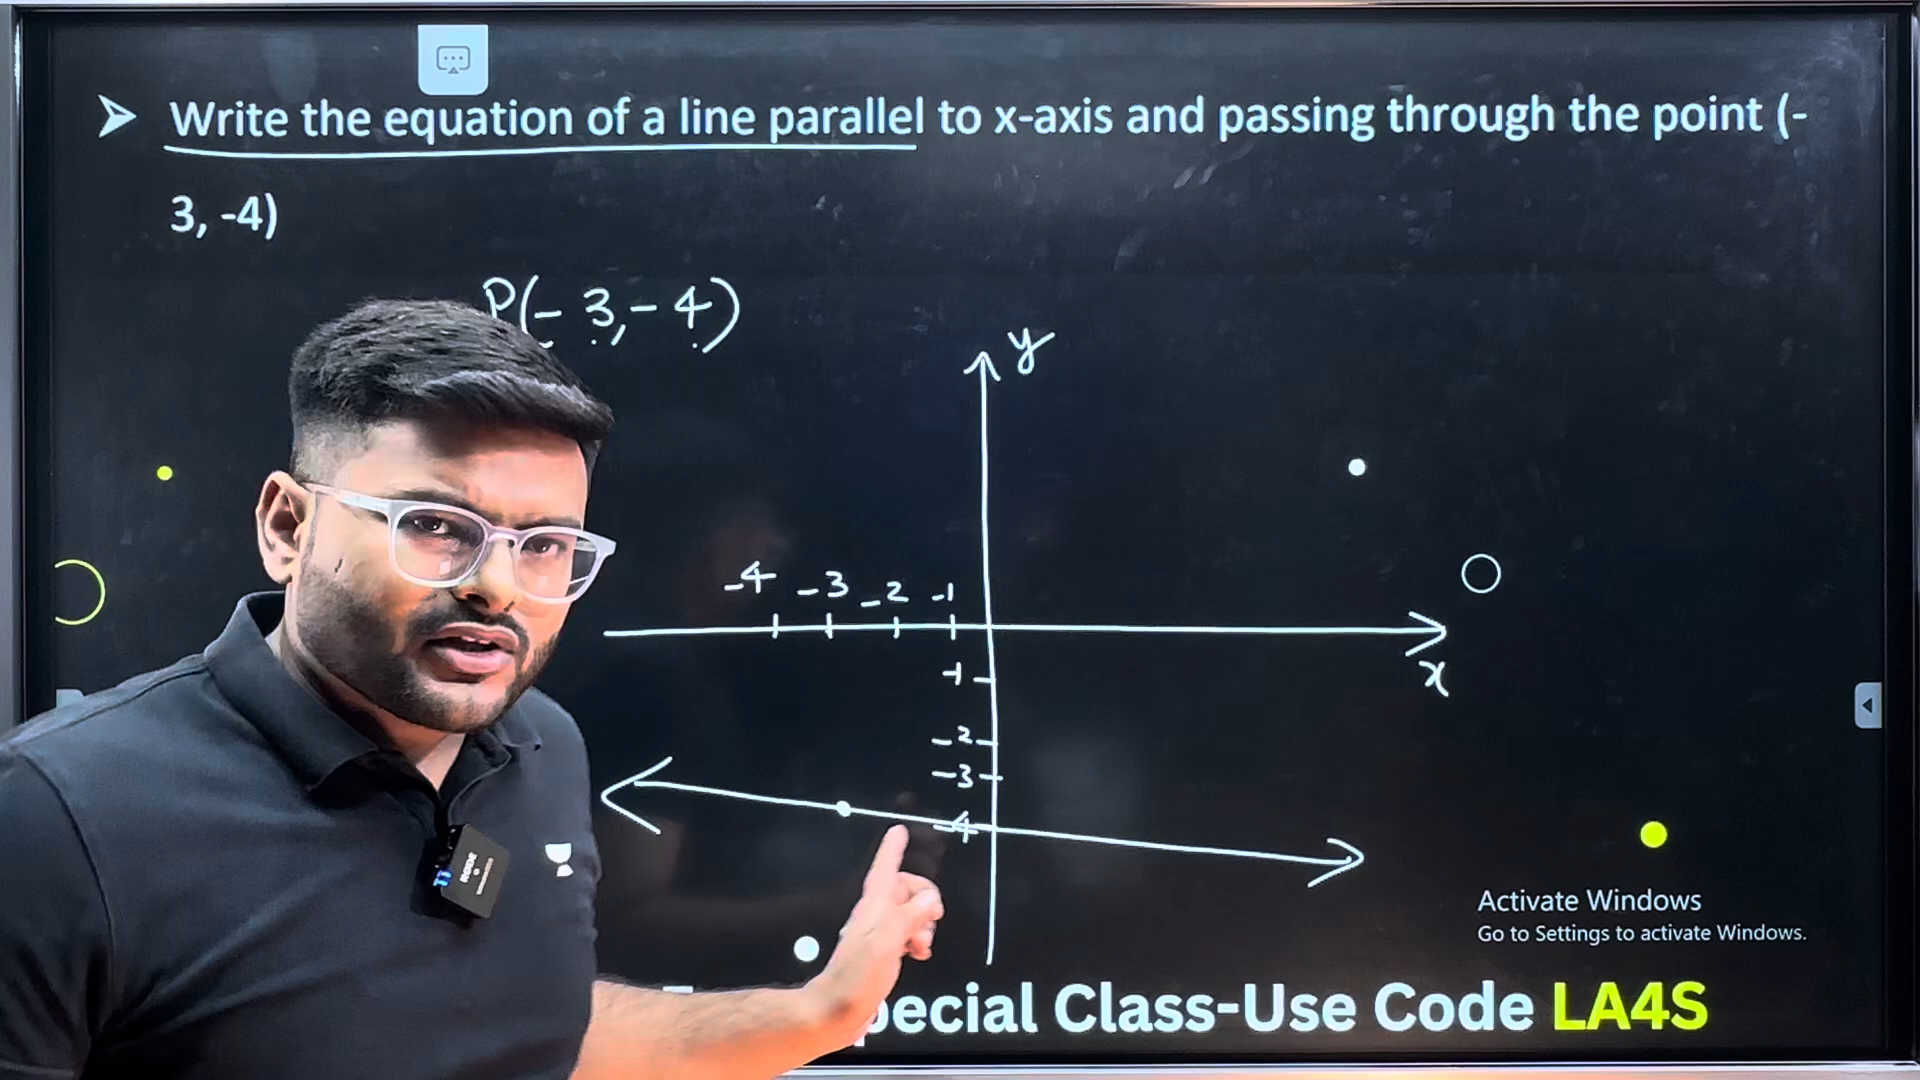 Write the equation of a line parallel to x-axis and passing through the point (-
3, -4)
P(-3,-4)
y
-4 -3 -2 -1
x
-1
-2
-3
-4
RODE
Activate Windows
Go to Settings to activate Windows.
pecial Class-Use Code LA4S